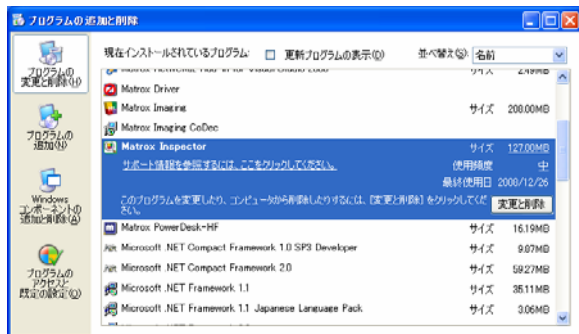 プログラムの追加と削除
プログラムの
変更と削除(H)
プログラムの
追加(N)
Windows
コンポーネントの
追加と削除(A)
プログラムの
アクセスと
既定の設定(O)
現在インストールされているプログラム: 更新プログラムの表示(D) 並べ替え(S): 名前
サイズ 2.49MB
Matrox Driver
Matrox Imaging サイズ 208.00MB
Matrox Imaging CoDec
Matrox Inspector サイズ 127.00MB
サポート情報を参照するには、ここをクリックしてください。 使用頻度 中
最終使用日 2008/12/26
このプログラムを変更したり、コンピュータから削除したりするには、[変更と削除] をクリックしてください。 変更と削除
Matrox PowerDesk-HF サイズ 16.19MB
Microsoft .NET Compact Framework 1.0 SP3 Developer サイズ 9.87MB
Microsoft .NET Compact Framework 2.0 サイズ 59.27MB
Microsoft .NET Framework 1.1 サイズ 35.11MB
Microsoft .NET Framework 1.1 Japanese Language Pack サイズ 3.06MB